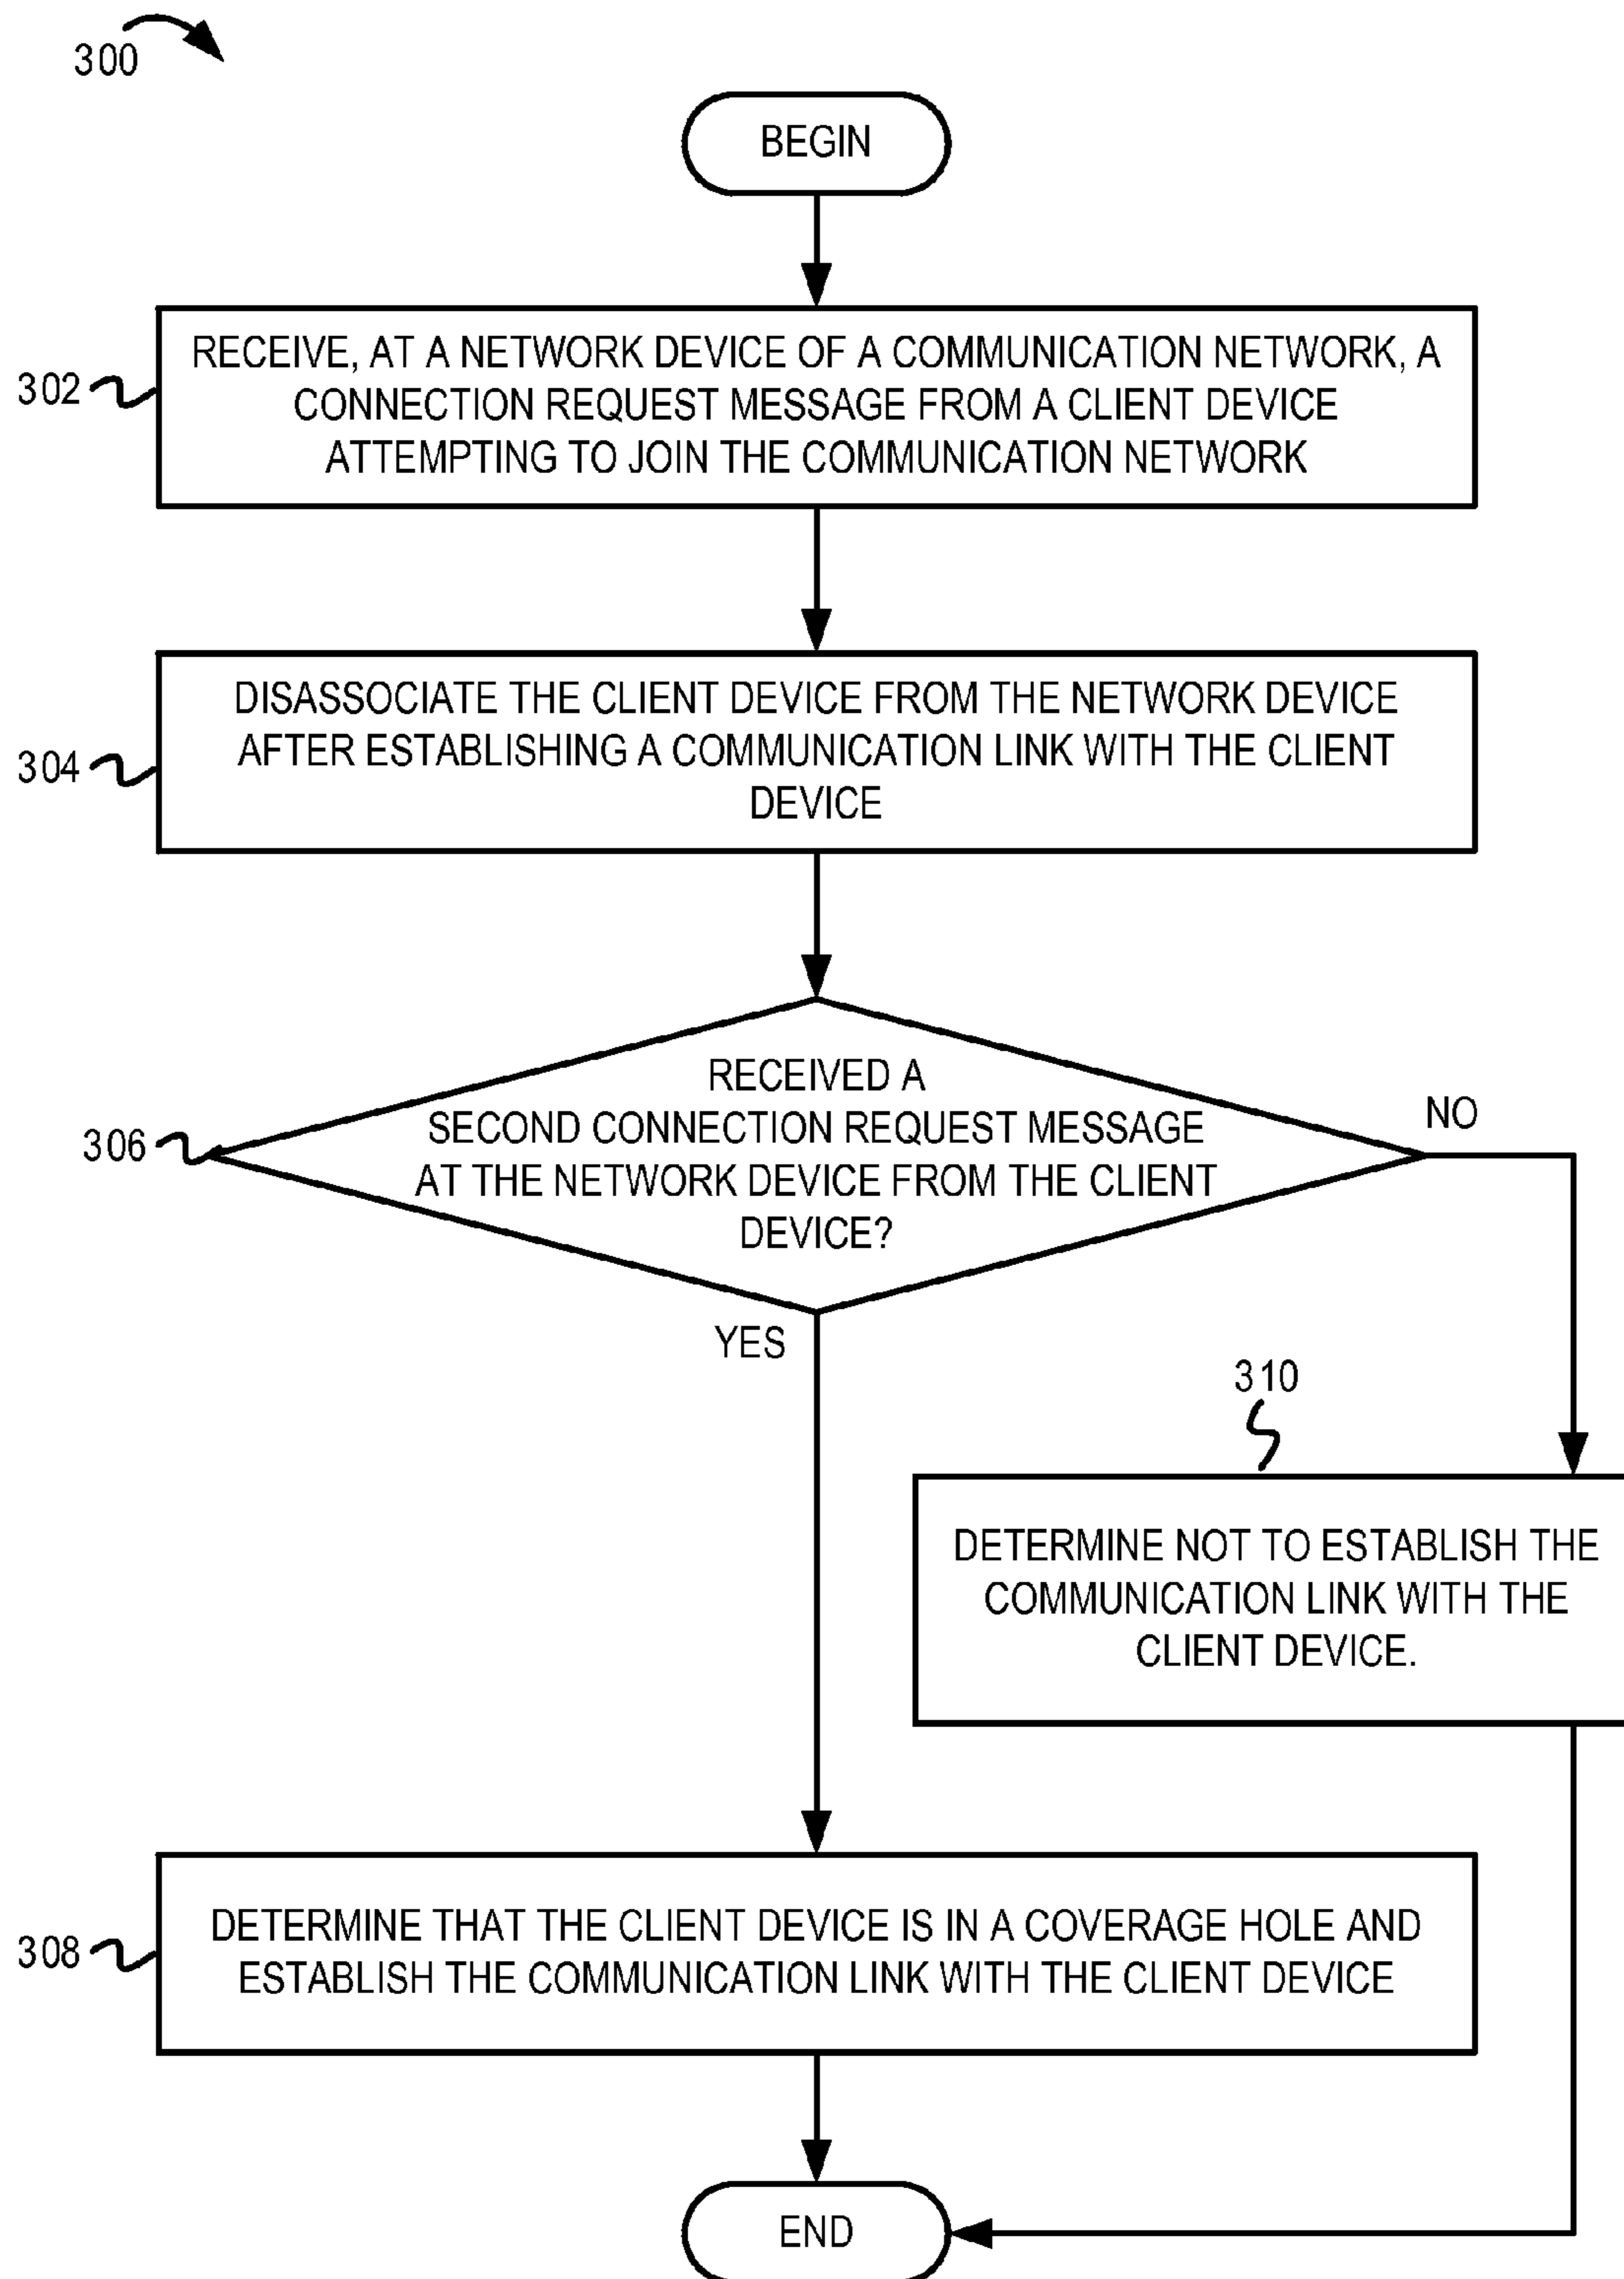 300
BEGIN
302
RECEIVE, AT A NETWORK DEVICE OF A COMMUNICATION NETWORK, A
CONNECTION REQUEST MESSAGE FROM A CLIENT DEVICE
ATTEMPTING TO JOIN THE COMMUNICATION NETWORK
304
DISASSOCIATE THE CLIENT DEVICE FROM THE NETWORK DEVICE
AFTER ESTABLISHING A COMMUNICATION LINK WITH THE CLIENT
DEVICE
306
RECEIVED A
SECOND CONNECTION REQUEST MESSAGE
AT THE NETWORK DEVICE FROM THE CLIENT
DEVICE?
NO
YES
310
DETERMINE NOT TO ESTABLISH THE
COMMUNICATION LINK WITH THE
CLIENT DEVICE.
308
DETERMINE THAT THE CLIENT DEVICE IS IN A COVERAGE HOLE AND
ESTABLISH THE COMMUNICATION LINK WITH THE CLIENT DEVICE
END